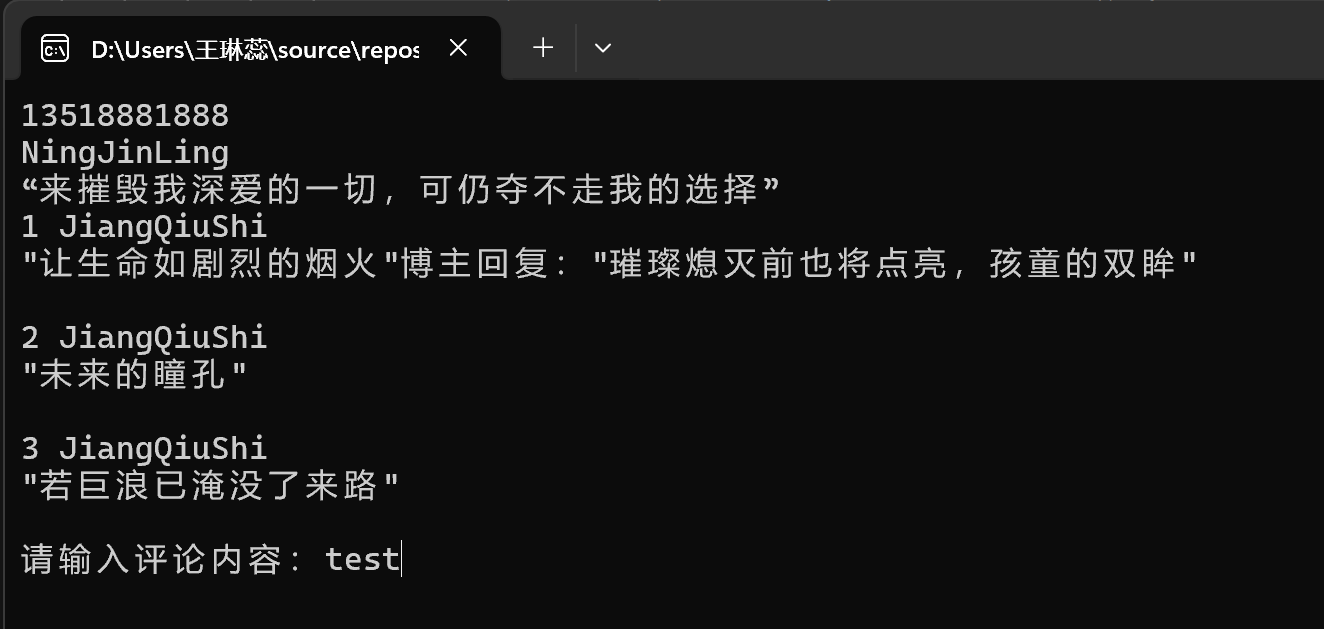 D:\Users\王琳蕊\source\repos
13518881888
NingJinLing
“来摧毁我深爱的一切，可仍夺不走我的选择”
1 JiangQiuShi
"让生命如剧烈的烟火"博主回复："璀璨熄灭前也将点亮，孩童的双眸"
2 JiangQiuShi
"未来的瞳孔"
3 JiangQiuShi
"若巨浪已淹没了来路"
请输入评论内容：test